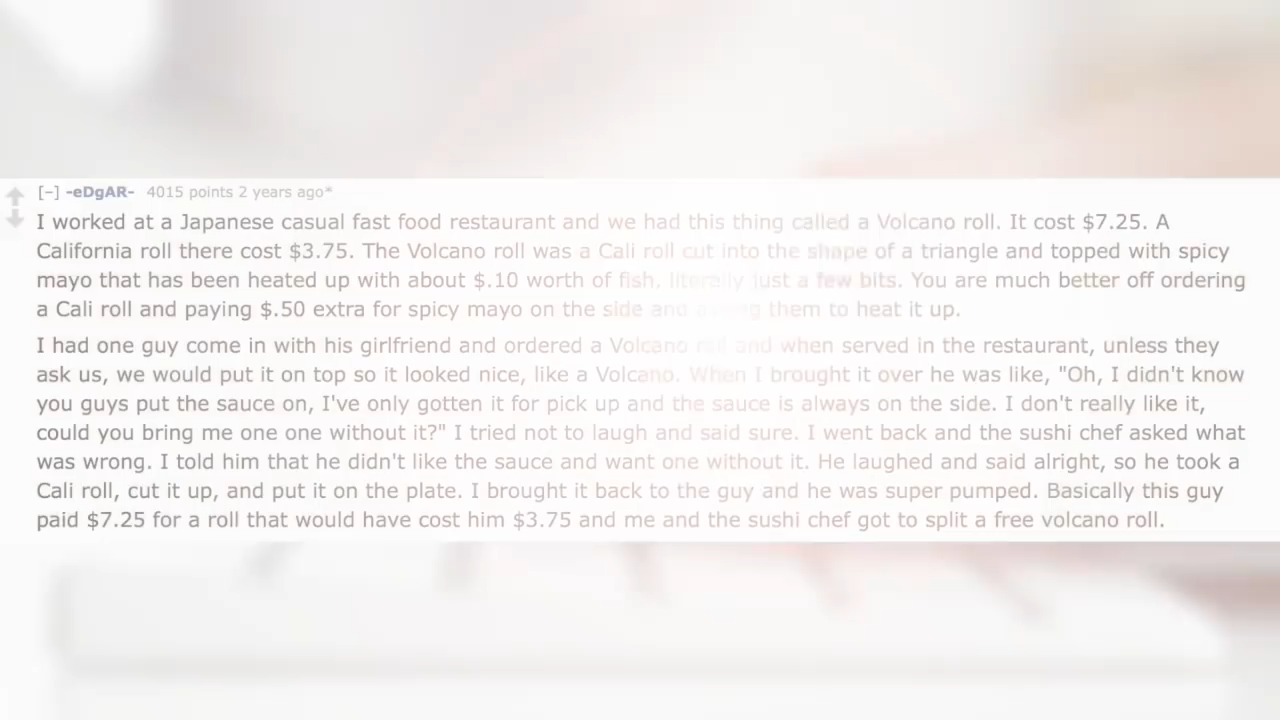 [−] -eDgAR- 4015 points 2 years ago*
I worked at a Japanese casual fast food restaurant and we had this thing called a Volcano roll. It cost $7.25. A
California roll there cost $3.75. The Volcano roll was a Cali roll cut into the shape of a triangle and topped with spicy
mayo that has been heated up with about $.10 worth of fish, literally just a few bits. You are much better off ordering
a Cali roll and paying $.50 extra for spicy mayo on the side and asking them to heat it up.
I had one guy come in with his girlfriend and ordered a Volcano roll and when served in the restaurant, unless they
ask us, we would put it on top so it looked nice, like a Volcano. When I brought it over he was like, "Oh, I didn't know
you guys put the sauce on, I've only gotten it for pick up and the sauce is always on the side. I don't really like it,
could you bring me one one without it?" I tried not to laugh and said sure. I went back and the sushi chef asked what
was wrong. I told him that he didn't like the sauce and want one without it. He laughed and said alright, so he took a
Cali roll, cut it up, and put it on the plate. I brought it back to the guy and he was super pumped. Basically this guy
paid $7.25 for a roll that would have cost him $3.75 and me and the sushi chef got to split a free volcano roll.